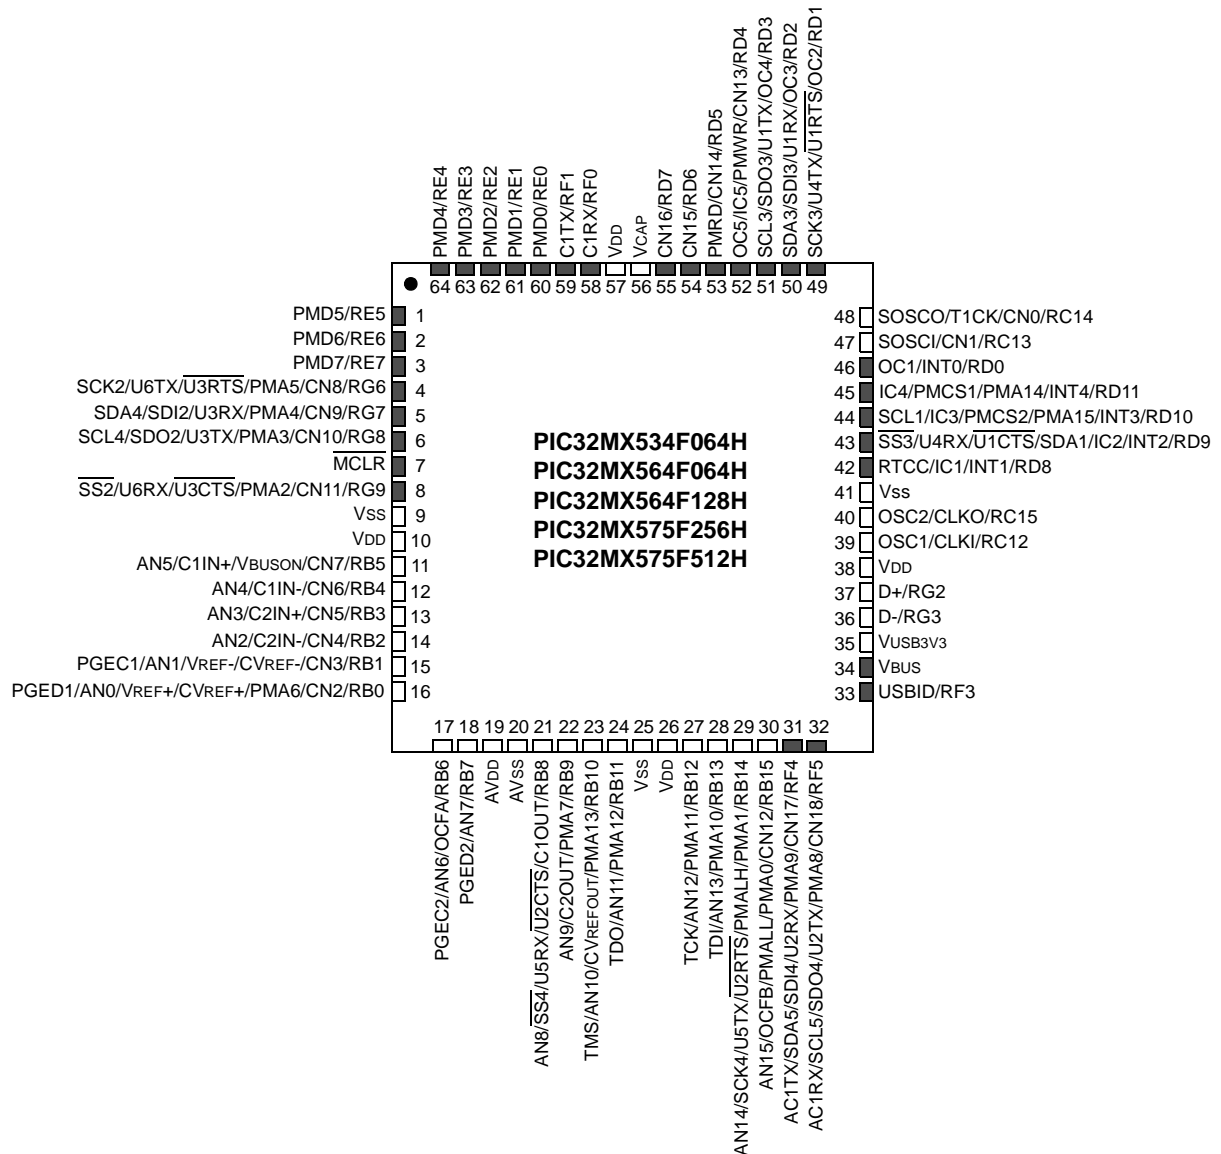 PMD4/RE4
PMD3/RE3
PMD2/RE2
PMD1/RE1
PMD0/RE0
C1TX/RF1
C1RX/RF0
VDD
VCAP
CN16/RD7
CN15/RD6
PMRD/CN14/RD5
OC5/IC5/PMWR/CN13/RD4
SCL3/SDO3/U1TX/OC4/RD3
SDA3/SDI3/U1RX/OC3/RD2
SCK3/U4TX/U1RTS/OC2/RD1
64 63 62 61 60 59 58 57 56 55 54 53 52 51 50 49
PMD5/RE5 1
PMD6/RE6 2
PMD7/RE7 3
SCK2/U6TX/U3RTS/PMA5/CN8/RG6 4
SDA4/SDI2/U3RX/PMA4/CN9/RG7 5
SCL4/SDO2/U3TX/PMA3/CN10/RG8 6
MCLR 7
SS2/U6RX/U3CTS/PMA2/CN11/RG9 8
VSS 9
VDD 10
AN5/C1IN+/VBUSON/CN7/RB5 11
AN4/C1IN-/CN6/RB4 12
AN3/C2IN+/CN5/RB3 13
AN2/C2IN-/CN4/RB2 14
PGEC1/AN1/VREF-/CVREF-/CN3/RB1 15
PGED1/AN0/VREF+/CVREF+/PMA6/CN2/RB0 16
PIC32MX534F064H
PIC32MX564F064H
PIC32MX564F128H
PIC32MX575F256H
PIC32MX575F512H
48 SOSCO/T1CK/CN0/RC14
47 SOSCI/CN1/RC13
46 OC1/INT0/RD0
45 IC4/PMCS1/PMA14/INT4/RD11
44 SCL1/IC3/PMCS2/PMA15/INT3/RD10
43 SS3/U4RX/U1CTS/SDA1/IC2/INT2/RD9
42 RTCC/IC1/INT1/RD8
41 Vss
40 OSC2/CLKO/RC15
39 OSC1/CLKI/RC12
38 VDD
37 D+/RG2
36 D-/RG3
35 VUSB3V3
34 VBUS
33 USBID/RF3
17 18 19 20 21 22 23 24 25 26 27 28 29 30 31 32
PGEC2/AN6/OCFA/RB6
PGED2/AN7/RB7
AVDD
AVSS
AN8/SS4/U5RX/U2CTS/C1OUT/RB8
AN9/C2OUT/PMA7/RB9
TMS/AN10/CVREFOUT/PMA13/RB10
TDO/AN11/PMA12/RB11
VSS
VDD
TCK/AN12/PMA11/RB12
TDI/AN13/PMA10/RB13
AN14/SCK4/U5TX/U2RTS/PMALH/PMA1/RB14
AN15/OCFB/PMALL/PMA0/CN12/RB15
AC1TX/SDA5/SDI4/U2RX/PMA9/CN17/RF4
AC1RX/SCL5/SDO4/U2TX/PMA8/CN18/RF5